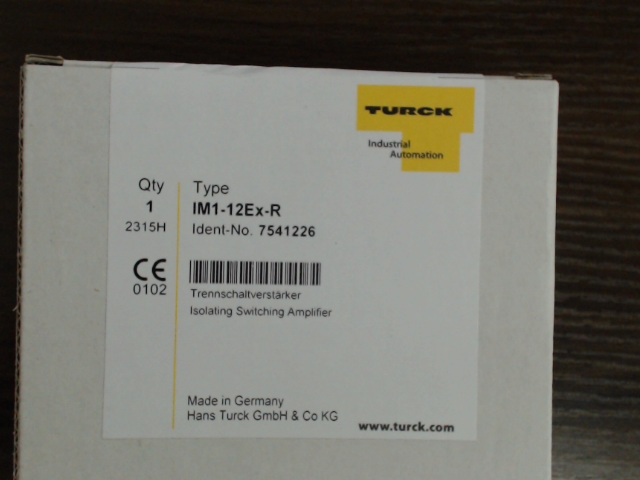 TURCK
Industrial
Automation
Qty
1
2315H
Type
IM1-12Ex-R
Ident-No. 7541226
CE
0102
Trennschaltverstärker
Isolating Switching Amplifier
Made in Germany
Hans Turck GmbH & Co KG
www.turck.com